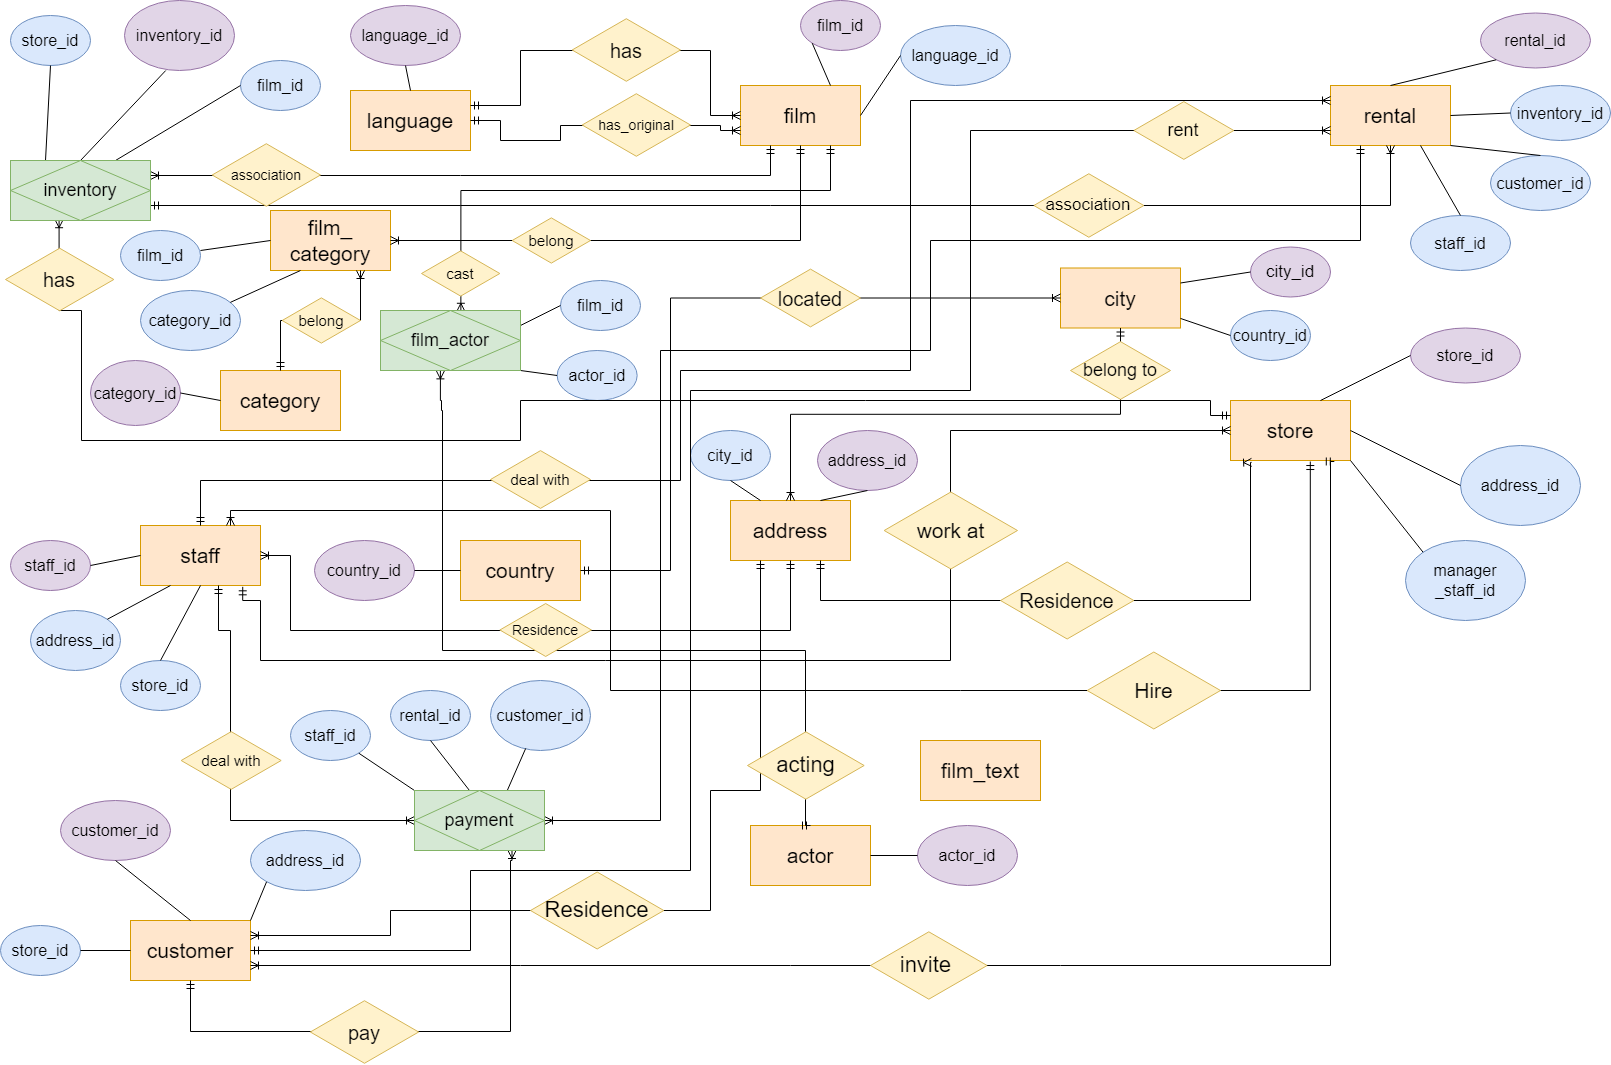 store_id
inventory_id
film_id
language_id
has
film_id
language_id
rental_id
language
has_original
film
rent
rental
inventory_id
inventory
association
association
customer_id
film_id
film_
category
belong
staff_id
has
category_id
belong
cast
film_id
located
city
city_id
country_id
film_actor
actor_id
belong to
store_id
category_id
category
store
city_id
address_id
deal with
address_id
staff
country_id
country
address
work at
staff_id
manager
_staff_id
address_id
Residence
Residence
store_id
Hire
staff_id
rental_id
customer_id
deal with
acting
film_text
payment
customer_id
address_id
actor
actor_id
Residence
store_id
customer
invite
pay